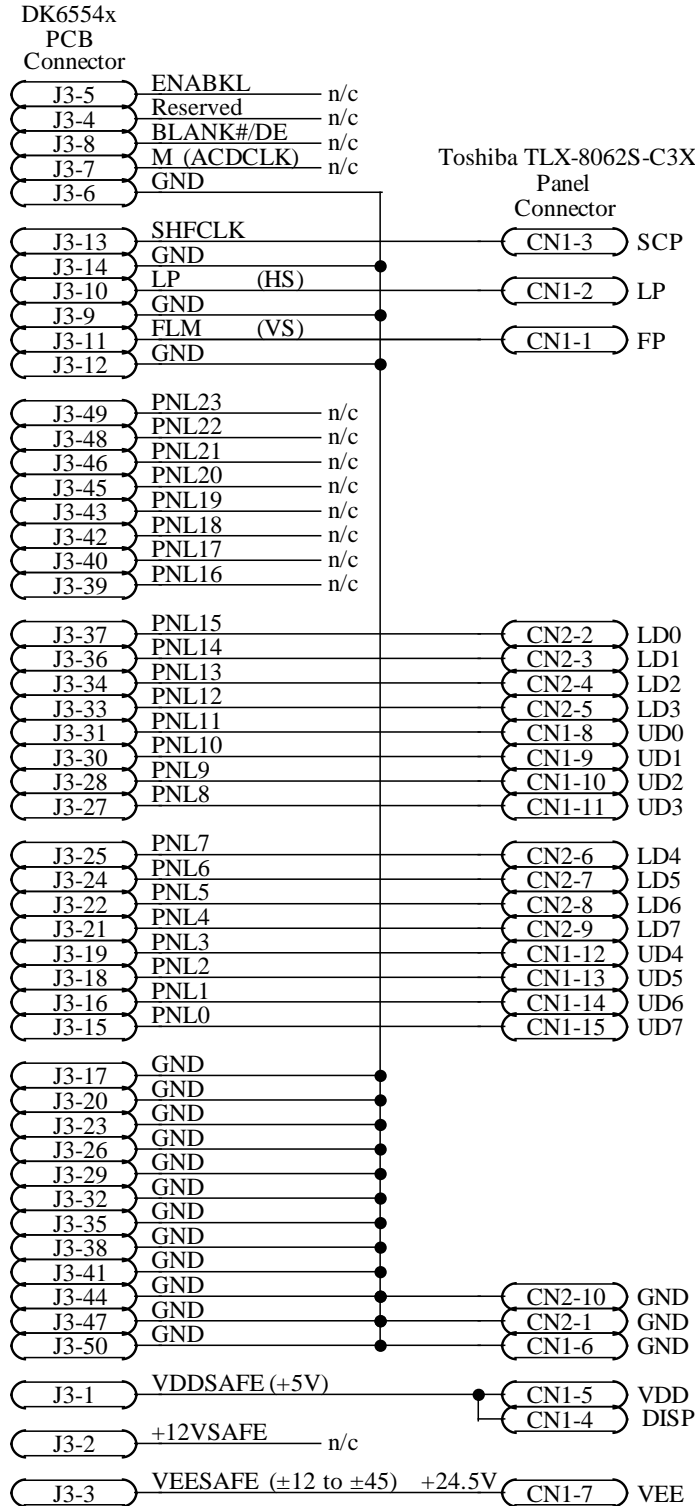 DK6554x
PCB
Connector
J3-5 ENABKL n/c
J3-4 Reserved n/c
J3-8 BLANK#/DE n/c
J3-7 M (ACDCLK) n/c
J3-6 GND
Toshiba TLX-8062S-C3X
Panel
Connector
J3-13 SHFCLK CN1-3 SCP
J3-14 GND
J3-10 LP (HS) CN1-2 LP
J3-9 GND
J3-11 FLM (VS) CN1-1 FP
J3-12 GND
J3-49 PNL23 n/c
J3-48 PNL22 n/c
J3-46 PNL21 n/c
J3-45 PNL20 n/c
J3-43 PNL19 n/c
J3-42 PNL18 n/c
J3-40 PNL17 n/c
J3-39 PNL16 n/c
J3-37 PNL15 CN2-2 LD0
J3-36 PNL14 CN2-3 LD1
J3-34 PNL13 CN2-4 LD2
J3-33 PNL12 CN2-5 LD3
J3-31 PNL11 CN1-8 UD0
J3-30 PNL10 CN1-9 UD1
J3-28 PNL9 CN1-10 UD2
J3-27 PNL8 CN1-11 UD3
J3-25 PNL7 CN2-6 LD4
J3-24 PNL6 CN2-7 LD5
J3-22 PNL5 CN2-8 LD6
J3-21 PNL4 CN2-9 LD7
J3-19 PNL3 CN1-12 UD4
J3-18 PNL2 CN1-13 UD5
J3-16 PNL1 CN1-14 UD6
J3-15 PNL0 CN1-15 UD7
J3-17 GND
J3-20 GND
J3-23 GND
J3-26 GND
J3-29 GND
J3-32 GND
J3-35 GND
J3-38 GND
J3-41 GND
J3-44 GND CN2-10 GND
J3-47 GND CN2-1 GND
J3-50 GND CN1-6 GND
J3-1 VDDSAFE (+5V) CN1-5 VDD
CN1-4 DISP
J3-2 +12VSAFE n/c
J3-3 VEESAFE (±12 to ±45) +24.5V CN1-7 VEE